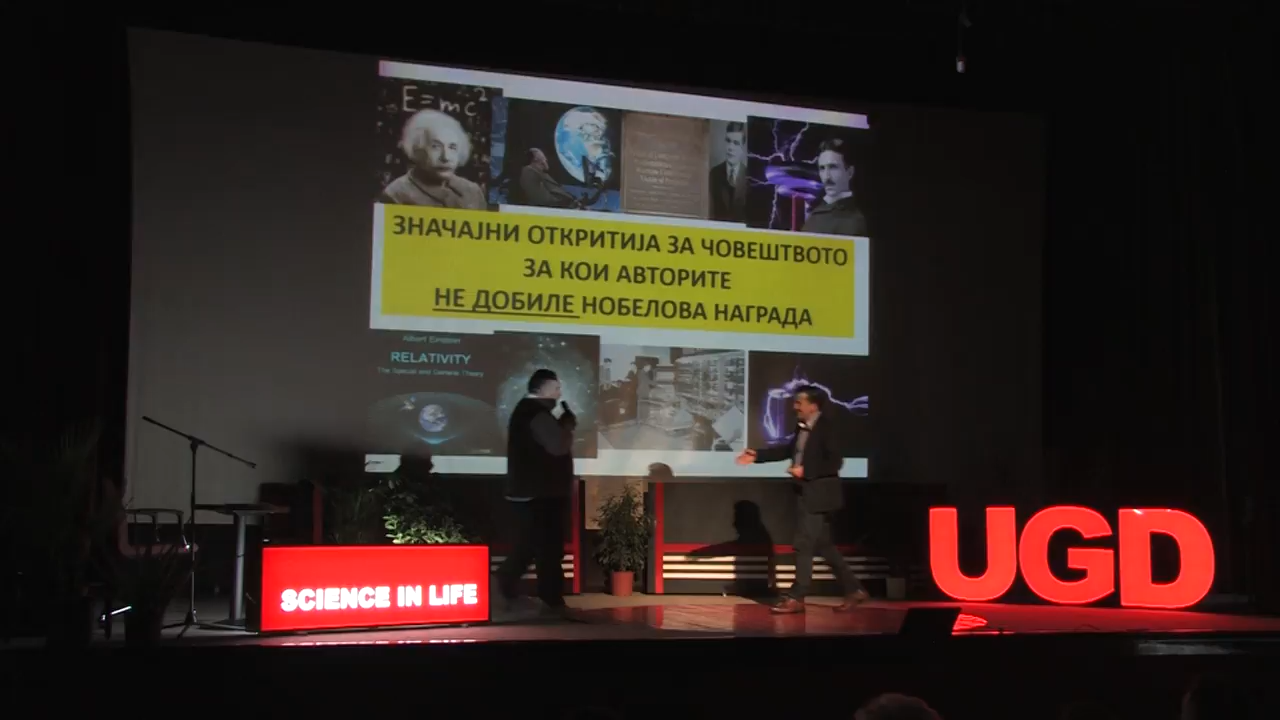 E=mc²
ЗНАЧАЈНИ ОТКРИТИЈА ЗА ЧОВЕШТВОТО
ЗА КОИ АВТОРИТЕ
НЕ ДОБИЛЕ НОБЕЛОВА НАГРАДА
Albert Einstein
RELATIVITY
The Special and General Theory
SCIENCE IN LIFE
UGD